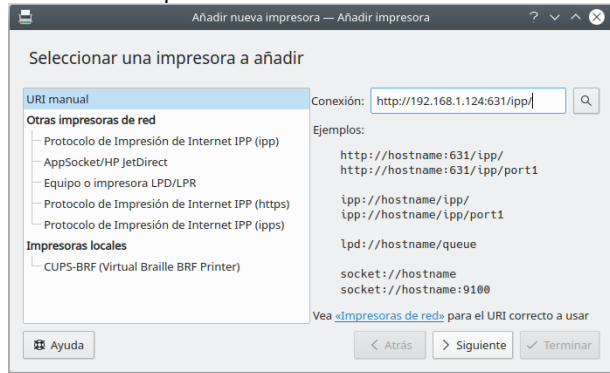 Añadir nueva impresora — Añadir impresora
Seleccionar una impresora a añadir
URI manual
Otras impresoras de red
Protocolo de Impresión de Internet IPP (ipp)
AppSocket/HP JetDirect
Equipo o impresora LPD/LPR
Protocolo de Impresión de Internet IPP (https)
Protocolo de Impresión de Internet IPP (ipps)
Impresoras locales
CUPS-BRF (Virtual Braille BRF Printer)
Conexión: http://192.168.1.124:631/ipp/
Ejemplos:
http://hostname:631/ipp/
http://hostname:631/ipp/port1
ipp://hostname/ipp/
ipp://hostname/ipp/port1
lpd://hostname/queue
socket://hostname
socket://hostname:9100
Vea «Impresoras de red» para el URI correcto a usar
Ayuda
< Atrás
> Siguiente
Terminar